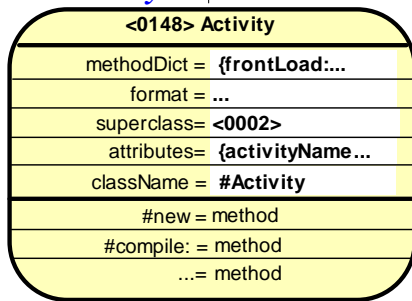 <0148> Activity
methodDict = {frontLoad:...
format = ...
superclass= <0002>
attributes= {activityName...
className = #Activity
#new = method
#compile: = method
...= method